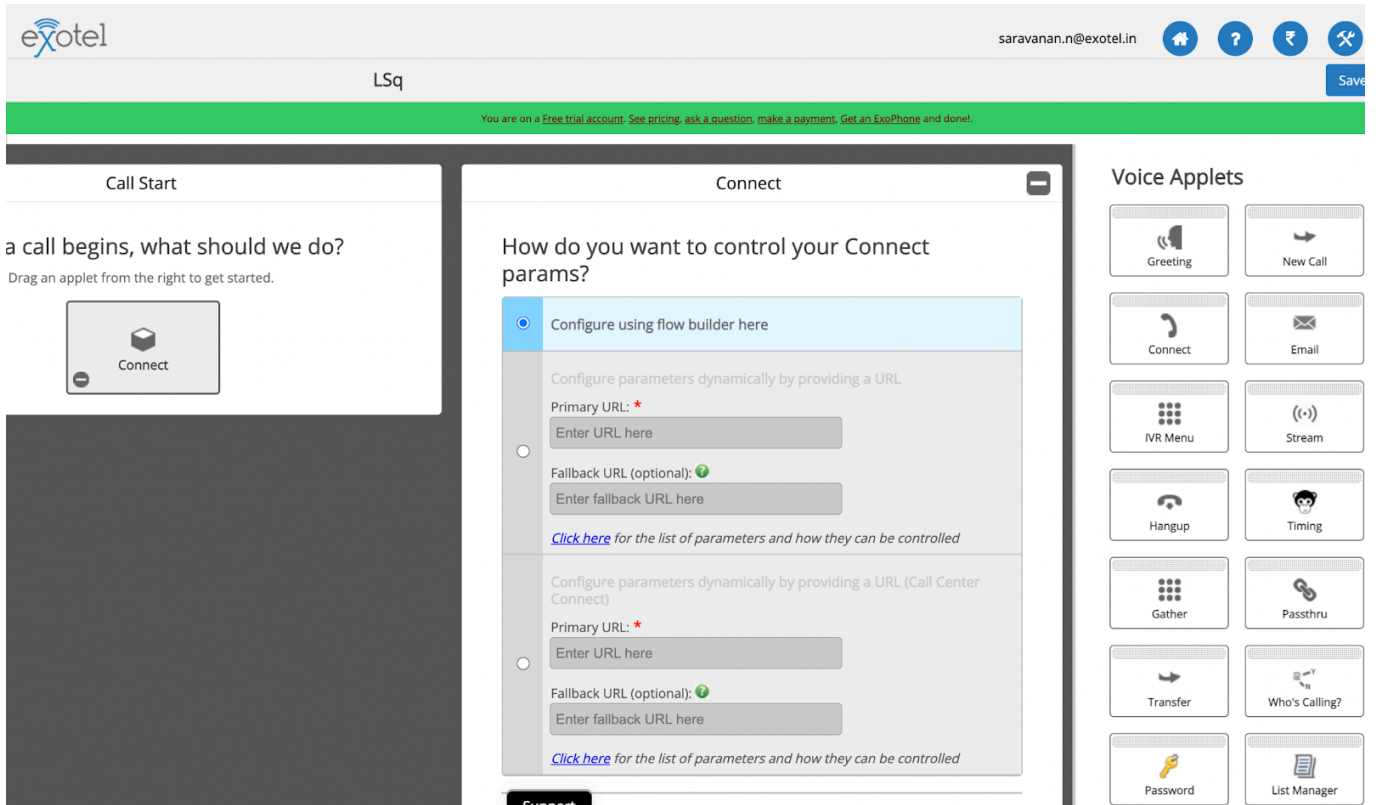 exotel
saravanan.n@exotel.in
?
₹
LSq
Save
You are on a Free trial account. See pricing, ask a question, make a payment, Get an ExoPhone and done!.
Call Start
a call begins, what should we do?
Drag an applet from the right to get started.
Connect
Connect
How do you want to control your Connect
params?
Configure using flow builder here
Configure parameters dynamically by providing a URL
Primary URL: *
Enter URL here
Fallback URL (optional): ?
Enter fallback URL here
Click here for the list of parameters and how they can be controlled
Configure parameters dynamically by providing a URL (Call Center
Connect)
Primary URL: *
Enter URL here
Fallback URL (optional): ?
Enter fallback URL here
Click here for the list of parameters and how they can be controlled
Support
Voice Applets
Greeting
New Call
Connect
Email
IVR Menu
Stream
Hangup
Timing
Gather
Passthru
Transfer
Y
N
Who's Calling?
Password
List Manager